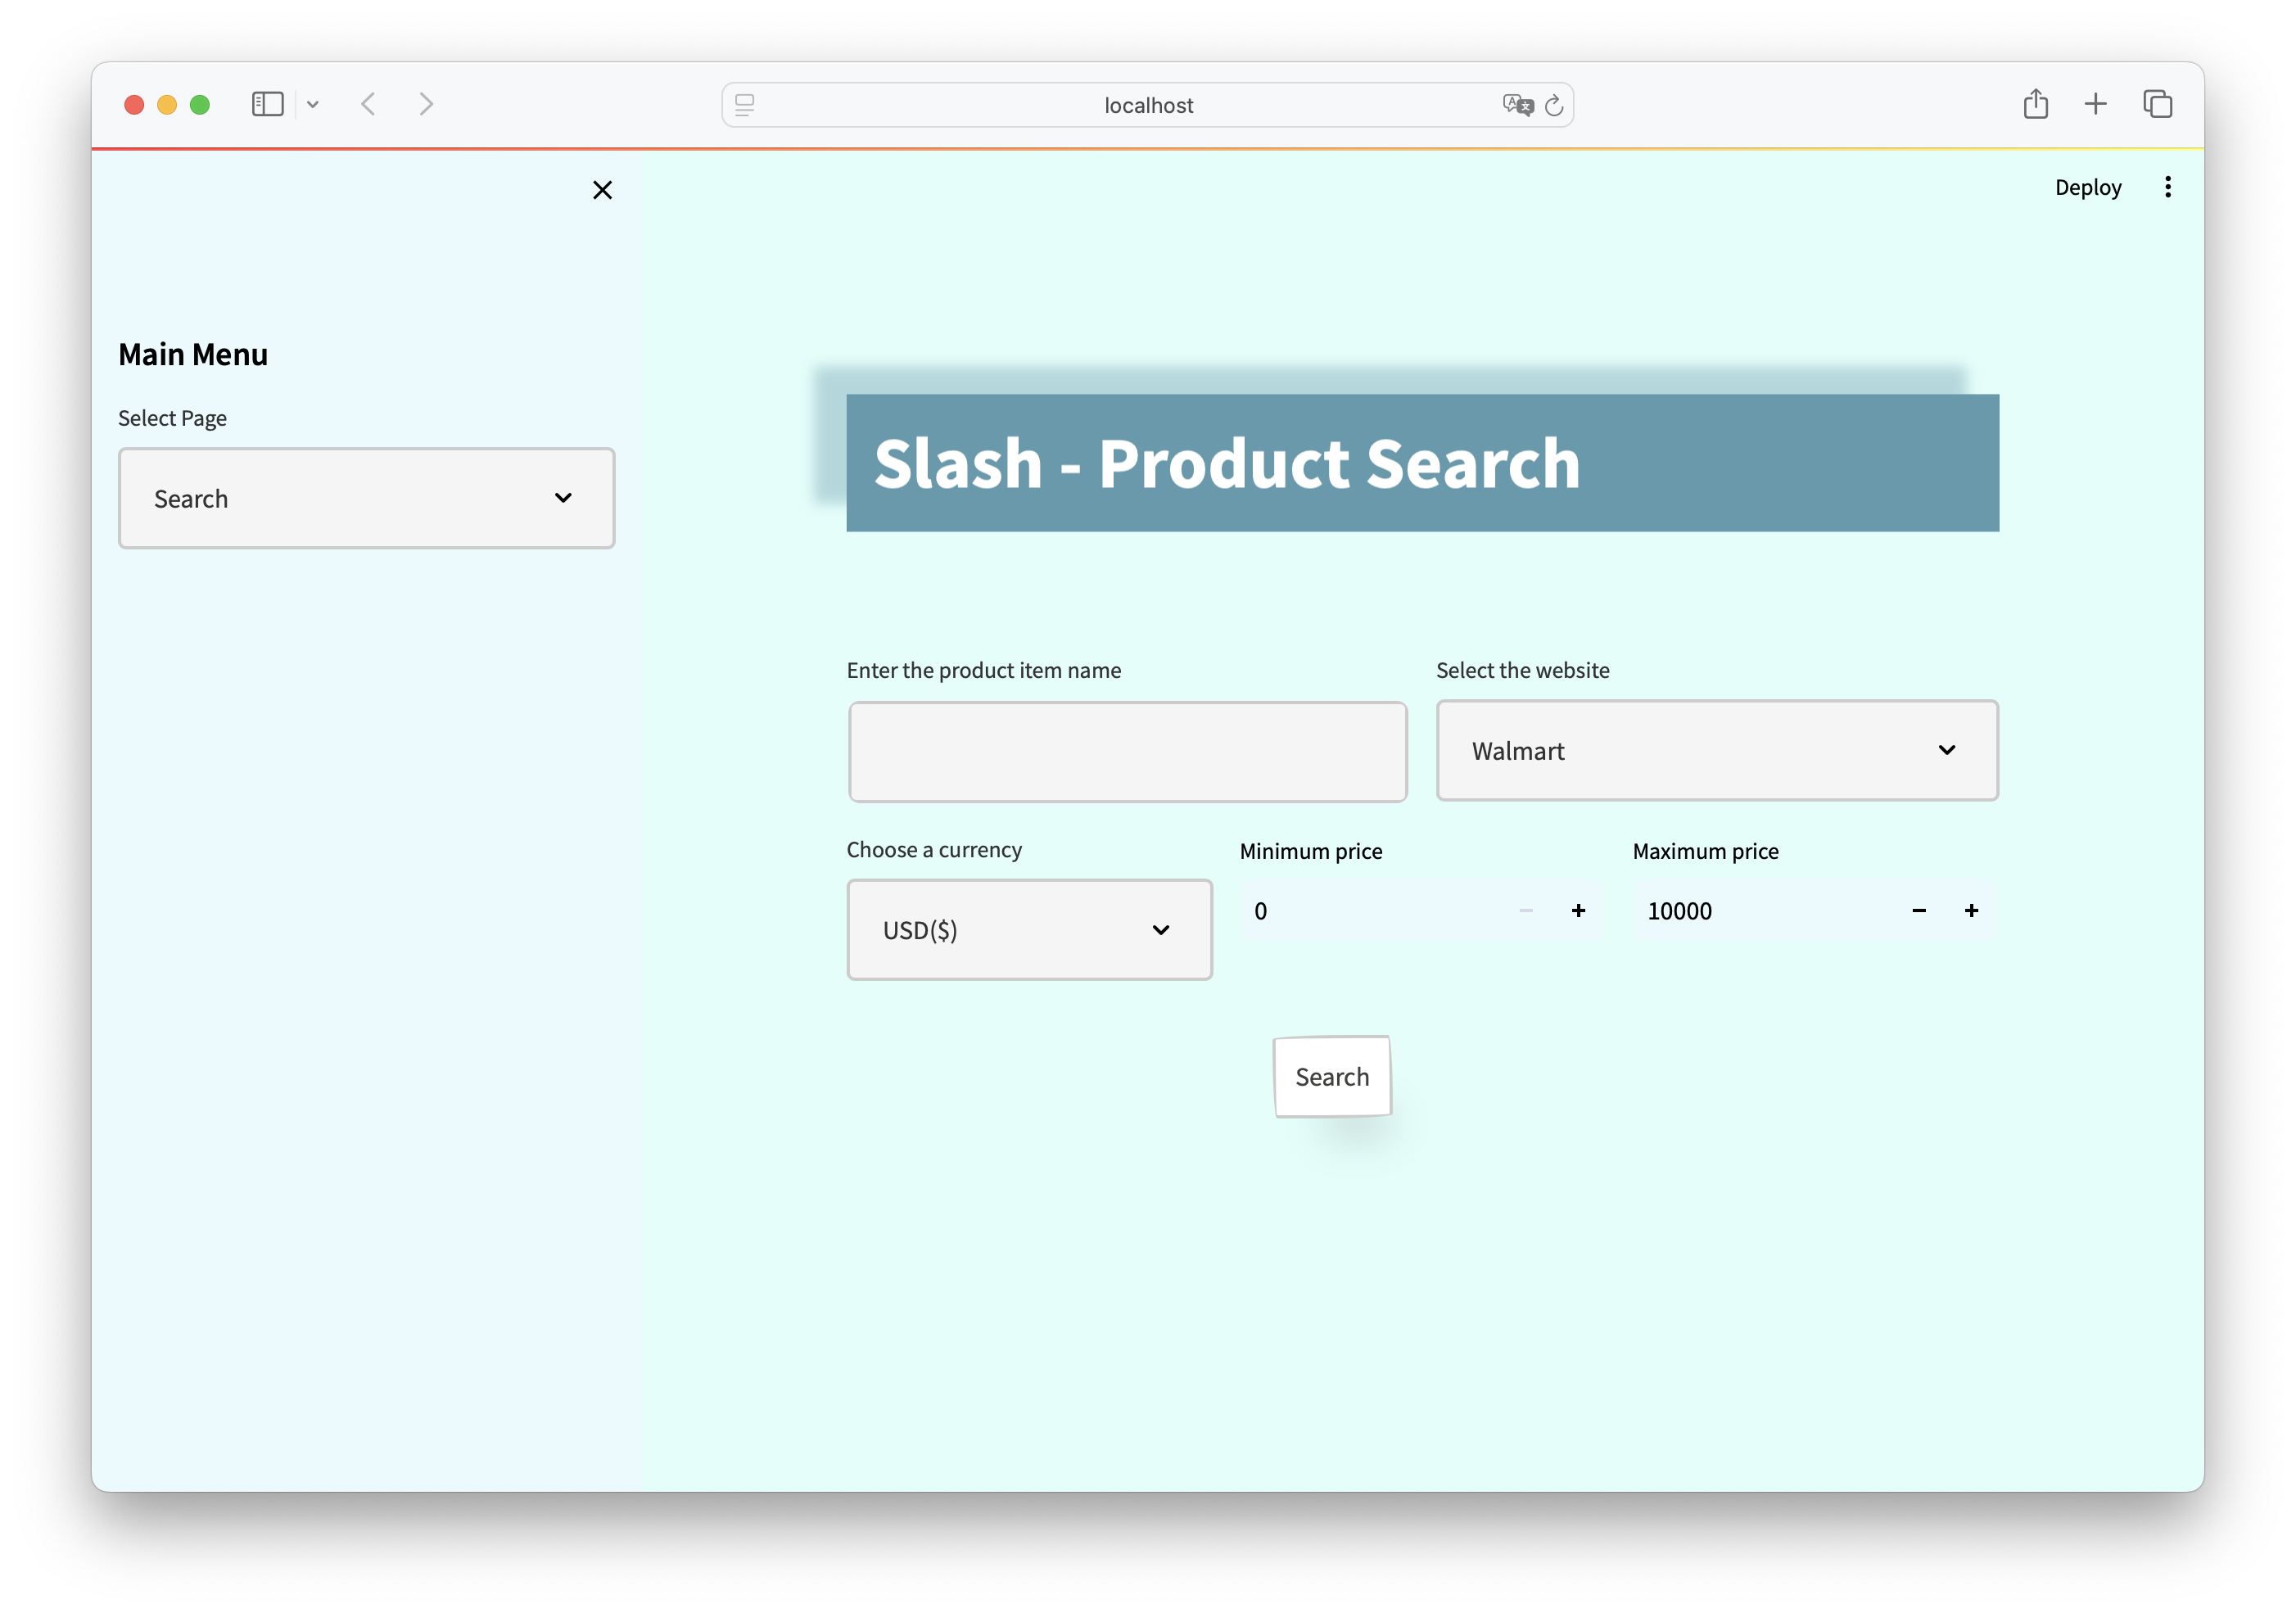 localhost
Deploy
Main Menu
Select Page
Search
Slash - Product Search
Enter the product item name
Select the website
Walmart
Choose a currency
Minimum price
Maximum price
USD($)
0
10000
Search